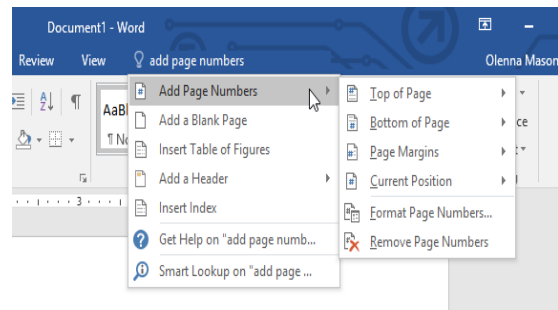 Document1 - Word
Review View add page numbers Olenna Mason
AaBl
¶ No
ce
3
Add Page Numbers
Add a Blank Page
Insert Table of Figures
Add a Header
Insert Index
Get Help on "add page numb...
Smart Lookup on "add page ...
Top of Page
Bottom of Page
Page Margins
Current Position
Format Page Numbers...
Remove Page Numbers